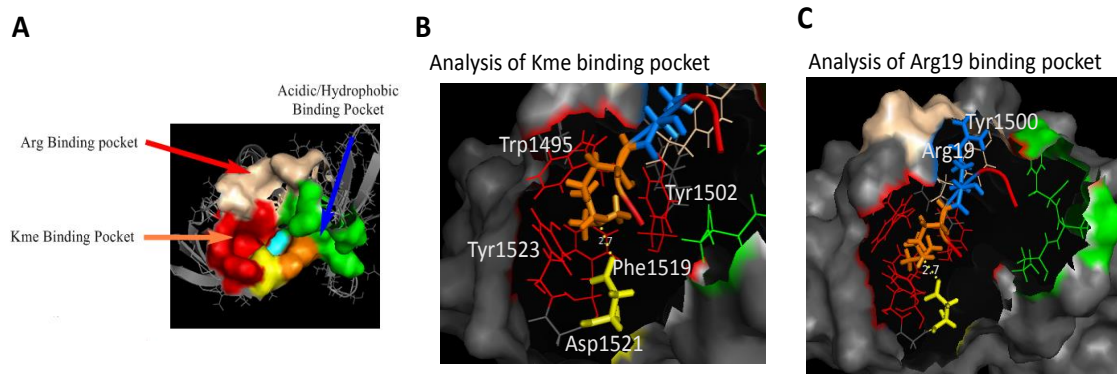 A
Arg Binding pocket
Kme Binding Pocket
Acidic/Hydrophobic
Binding Pocket
B
Analysis of Kme binding pocket
Trp1495
Tyr1502
Tyr1523
2.7
Phe1519
Asp1521
C
Analysis of Arg19 binding pocket
Tyr1500
Arg19
2.7